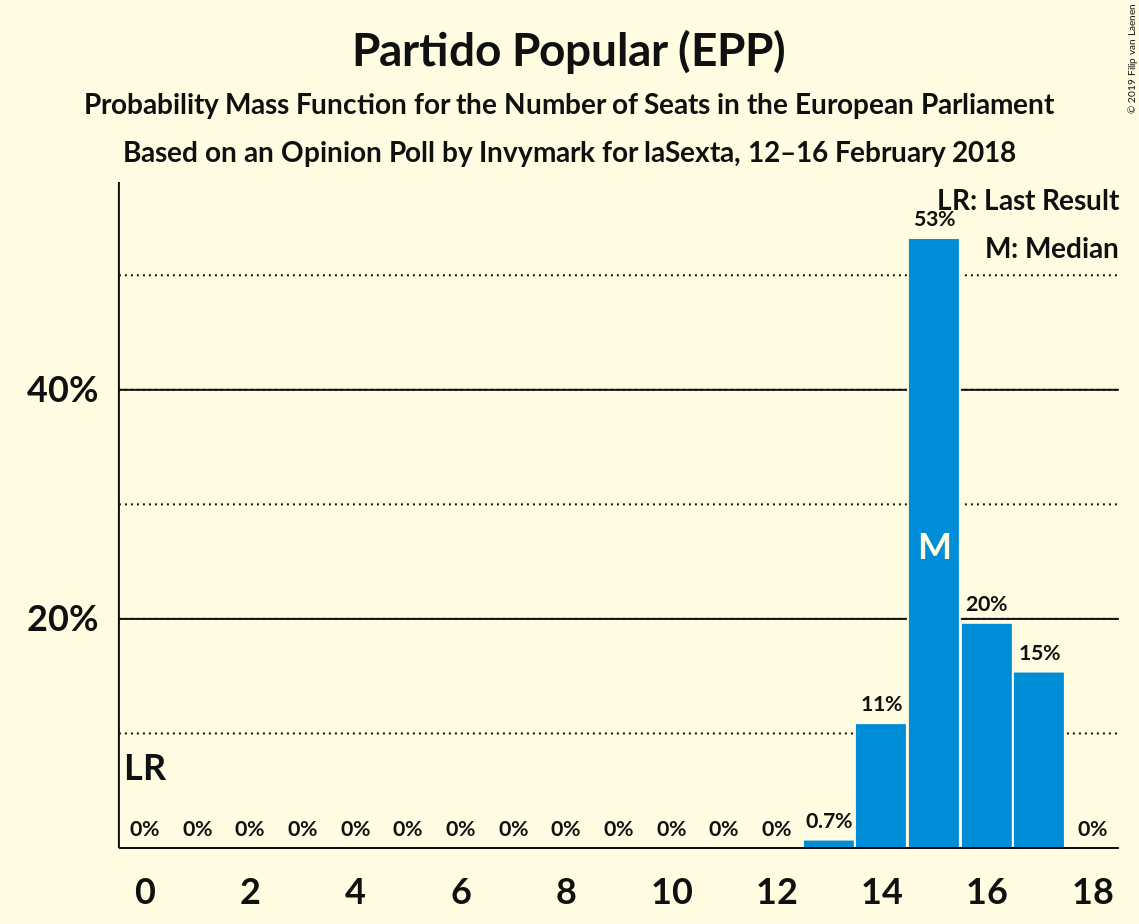 Partido Popular (EPP)
Probability Mass Function for the Number of Seats in the European Parliament
Based on an Opinion Poll by Invymark for laSexta, 12–16 February 2018
© 2019 Filip van Laenen
LR: Last Result
M: Median
53%
40%
M
20%
20%
15%
11%
LR
0% 0% 0% 0% 0% 0% 0% 0% 0% 0% 0% 0% 0% 0.7% 0%
0 2 4 6 8 10 12 14 16 18